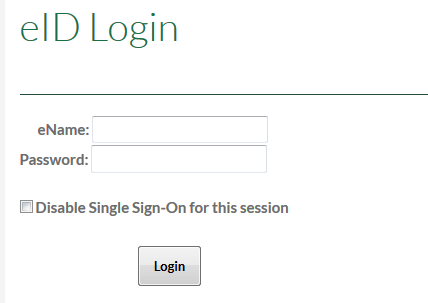 eID Login
eName:
Password:
Disable Single Sign-On for this session
Login